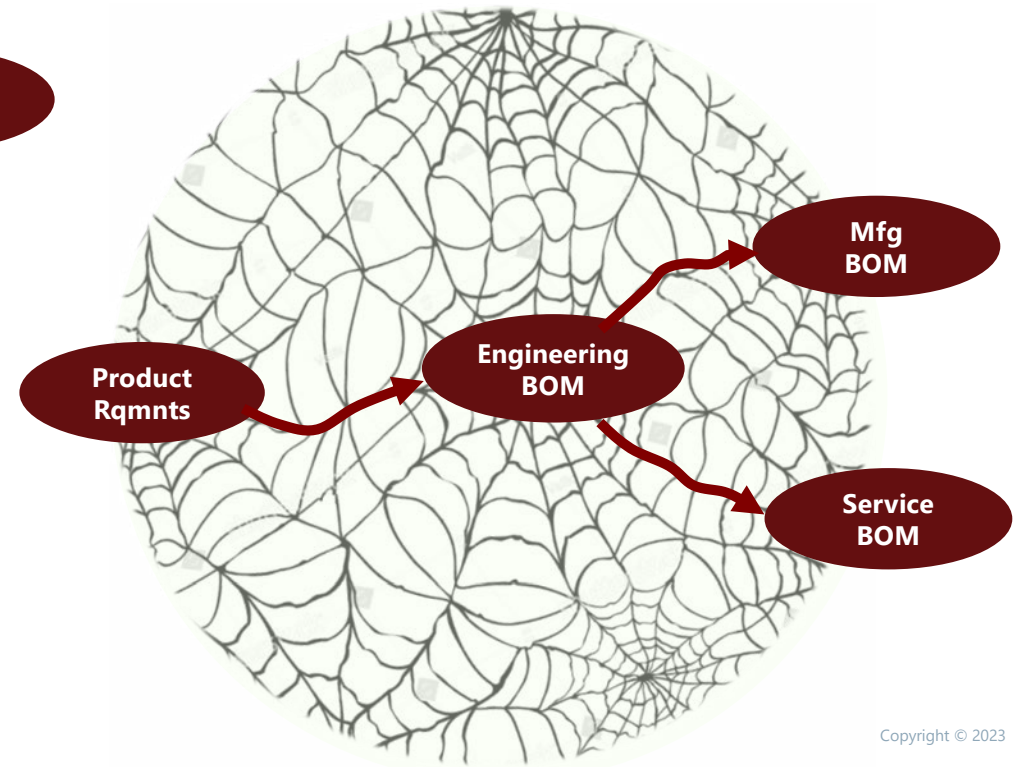 Mfg
BOM
Engineering
BOM
Product
Rqmnts
Service
BOM
Copyright © 2023